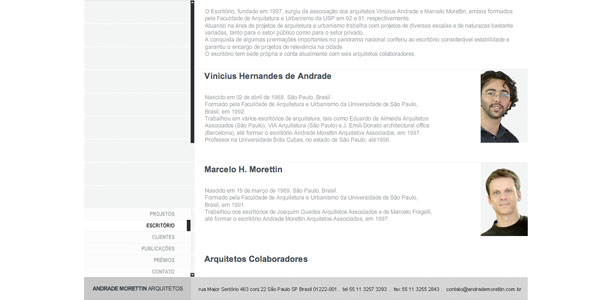 O Escritório, fundado em 1997, surgiu da associação dos arquitetos Vinicius Andrade e Marcelo Morettin, ambos formados
pela Faculdade de Arquitetura e Urbanismo da USP em 92 e 91, respectivamente.
Atuando na área de projetos de arquitetura e urbanismo trabalha com projetos de diversas escalas e de naturezas bastante
variadas, tanto para o setor público como para o setor privado.
A conquista de algumas premiações importantes no panorama nacional conferiu ao escritório considerável estabilidade e
garantiu o encargo de projetos de relevância na cidade.
O escritório tem sede própria e conta atualmente com seis arquitetos colaboradores.
Vinicius Hernandes de Andrade
Nascido em 02 de abril de 1968, São Paulo, Brasil
Formado pela Faculdade de Arquitetura e Urbanismo da Universidade de São Paulo,
Brasil, em 1992.
Trabalhou em vários escritórios de arquitetura, tais como Eduardo de Almeida Arquitetos
Associados (São Paulo), VIA Arquitetura (São Paulo) e J. Emili Donato architectural office
(Barcelona), até formar o escritório Andrade Morettin Arquitetos Associados, em 1997.
Professor na Universidade Brás Cubas, no estado de São Paulo, até1996.
Marcelo H. Morettin
Nascido em 19 de março de 1969, São Paulo, Brasil.
Formado pela Faculdade de Arquitetura e Urbanismo da Universidade de São Paulo,
Brasil, em 1991.
Trabalhou nos escritórios de Joaquim Guedes Arquitetos Associados e de Marcelo Fragelli,
até formar o escritório Andrade Morettin Arquitetos Associados, em 1997.
PROJETOS
ESCRITÓRIO
CLIENTES
PUBLICAÇÕES
PRÊMIOS
CONTATO
Arquitetos Colaboradores
ANDRADE MORETTIN ARQUITETOS
rua Major Sertório 463 conj 22 São Paulo SP Brasil 01222-001 . tel 55 11 3257 3293 . fax 55 11 3255 2843 . contato@andrademorettin.com.br